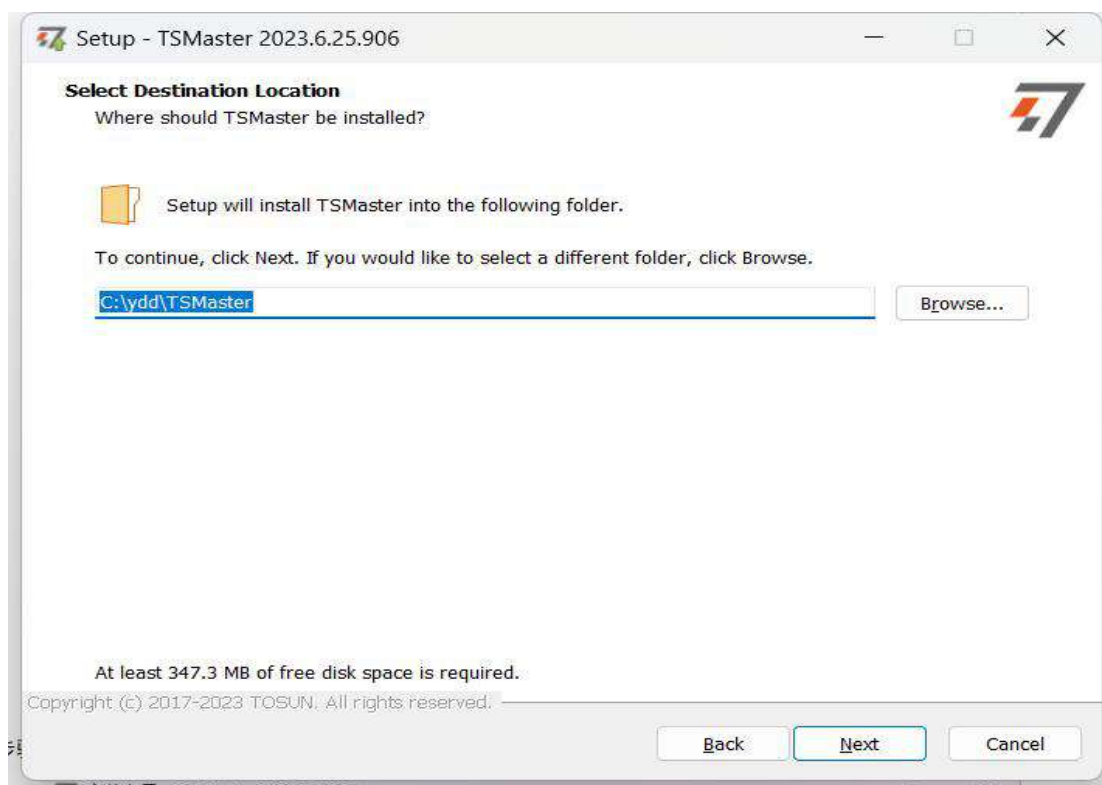 Setup - TSMaster 2023.6.25.906
Select Destination Location
Where should TSMaster be installed?
Setup will install TSMaster into the following folder.
To continue, click Next. If you would like to select a different folder, click Browse.
C:\ydd\TSMaster
Browse...
At least 347.3 MB of free disk space is required.
Copyright (c) 2017-2023 TOSUN. All rights reserved.
Back
Next
Cancel